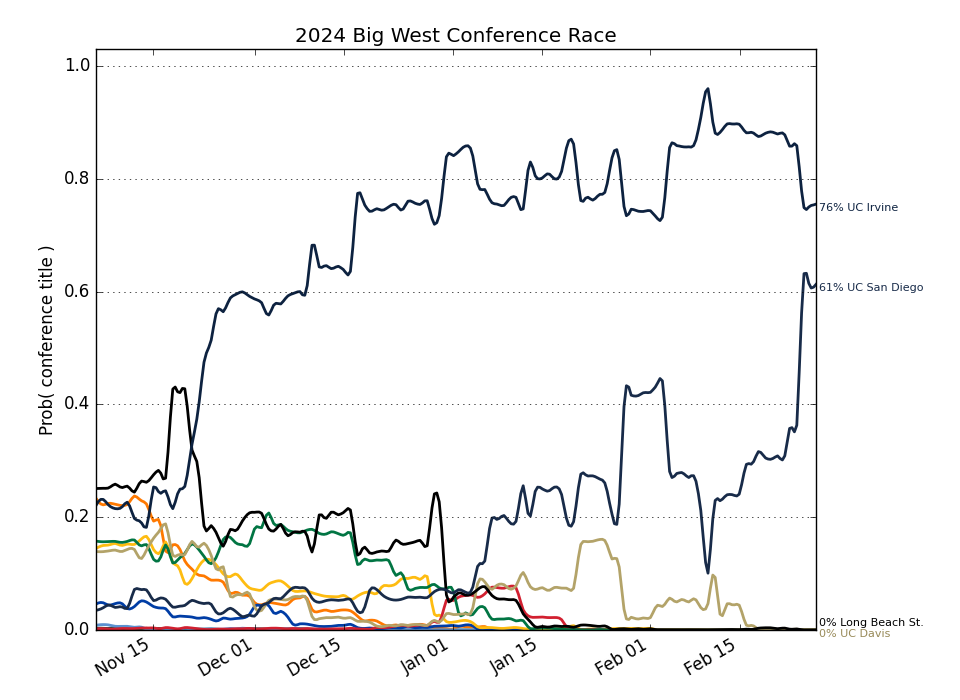 2024 Big West Conference Race
Prob( conference title )
1.0
0.8
0.6
0.4
0.2
0.0
76% UC Irvine
61% UC San Diego
0% Long Beach St.
0% UC Davis
Nov 15
Dec 01
Dec 15
Jan 01
Jan 15
Feb 01
Feb 15